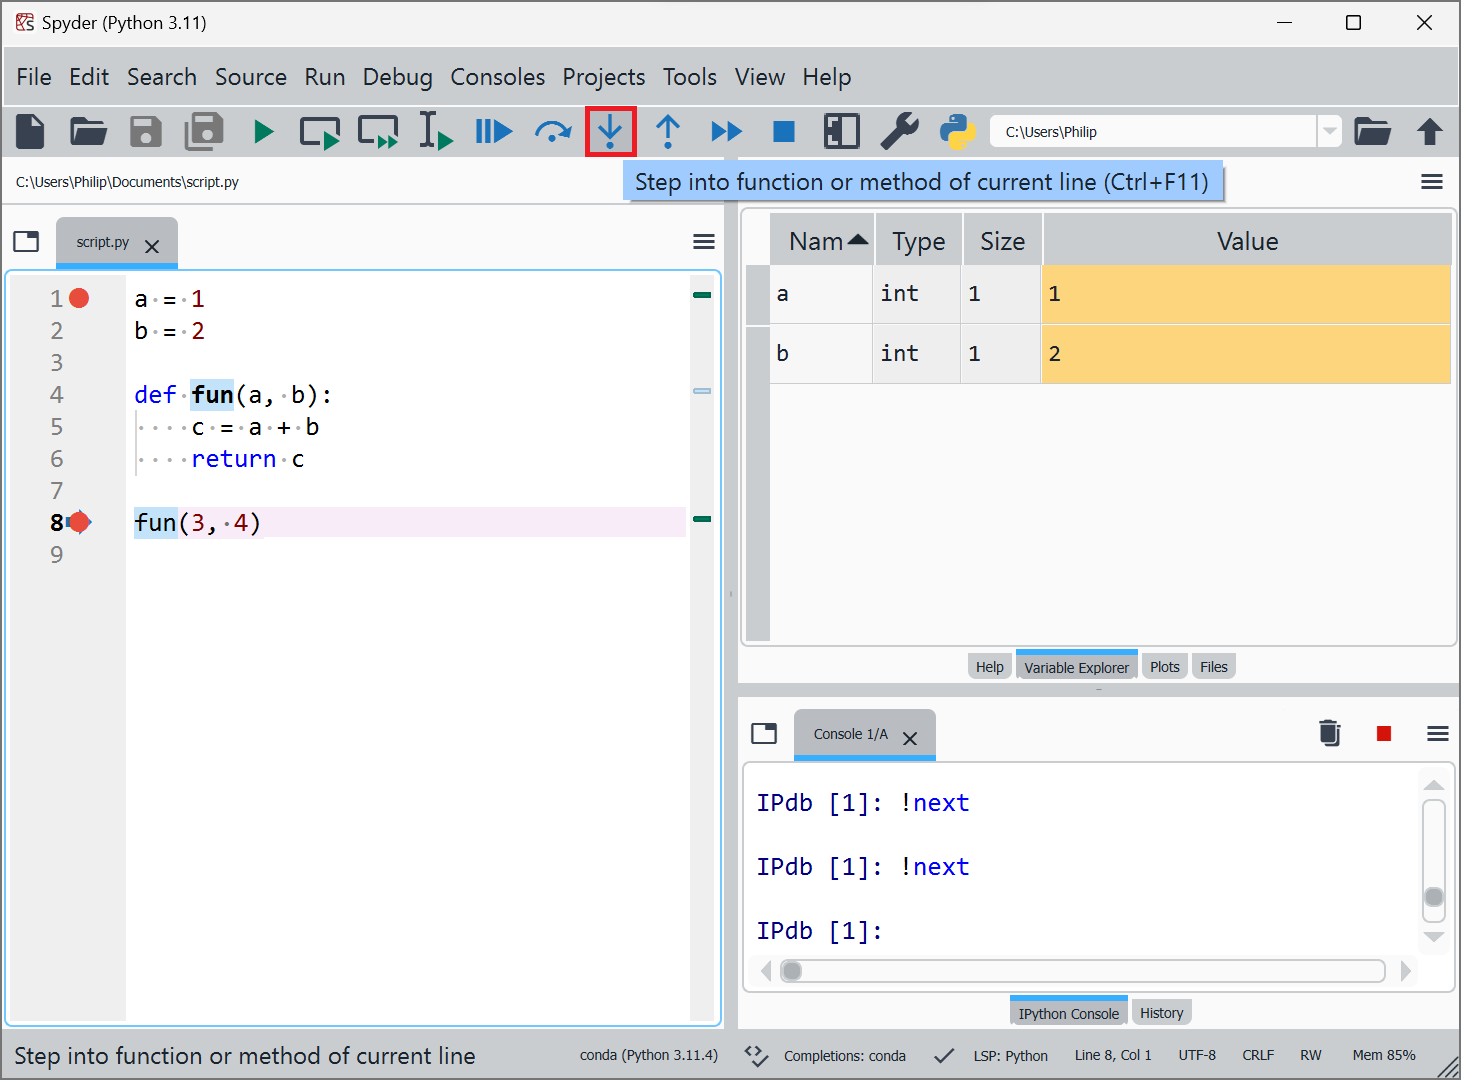 Spyder (Python 3.11)
File Edit Search Source Run Debug Consoles Projects Tools View Help
C:\Users\Philip
C:\Users\Philip\Documents\script.py
Step into function or method of current line (Ctrl+F11)
script.py
1 a = 1
2 b = 2
3
4 def fun(a, b):
5 c = a + b
6 return c
7
8 fun(3, 4)
9
Nam Type Size Value
a int 1 1
b int 1 2
Help Variable Explorer Plots Files
Console 1/A
IPdb [1]: !next
IPdb [1]: !next
IPdb [1]:
IPython Console History
Step into function or method of current line conda (Python 3.11.4) Completions: conda LSP: Python Line 8, Col 1 UTF-8 CRLF RW Mem 85%